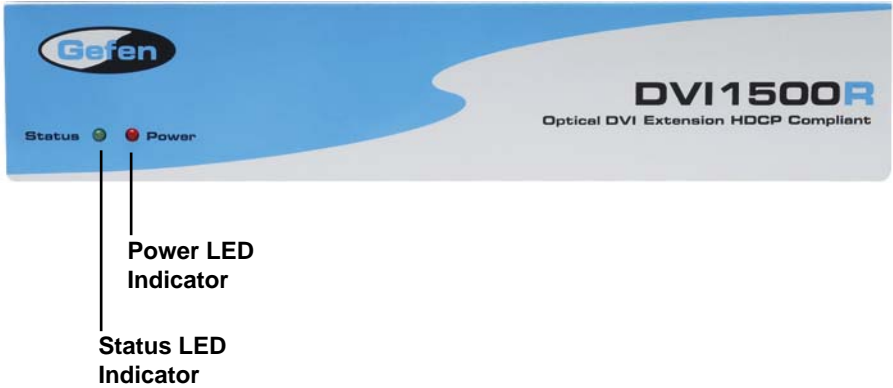 Gefen
DVI1500R
Optical DVI Extension HDCP Compliant
Status Power
Power LED
Indicator
Status LED
Indicator